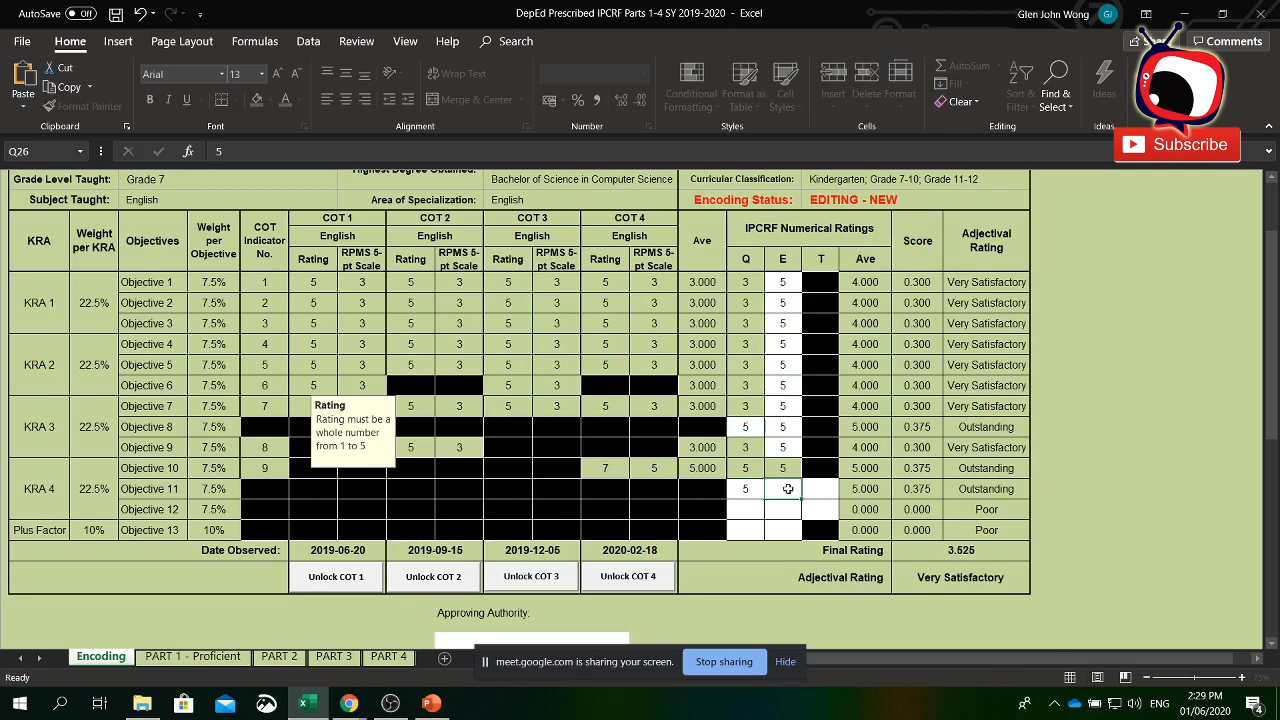 AutoSave Off DepEd Prescribed IPCRF Parts 1-4 SY 2019-2020 - Excel Glen John Wong GJ
File Home Insert Page Layout Formulas Data Review View Help Search Share Comments
Cut
Copy
Format Painter
Paste
Arial 13
B I U
Wrap Text
Merge & Center
Conditional Formatting
Format as Table
Cell Styles
Insert Delete Format
AutoSum
Fill
Clear
Sort & Filter
Find & Select
Ideas
Clipboard Font Alignment Number Styles Cells Editing Ideas
Subscribe
Q26 fx 5
Grade Level Taught: Grade 7 Highest Degree Obtained: Bachelor of Science in Computer Science Curricular Classification: Kindergarten; Grade 7-10; Grade 11-12
Subject Taught: English Area of Specialization: English Encoding Status: EDITING - NEW
KRA Weight per KRA Objectives Weight per Objective COT Indicator No. COT 1 COT 2 COT 3 COT 4 Ave IPCRF Numerical Ratings Score Adjectival Rating
English English English English
Rating RPMS 5-pt Scale Rating RPMS 5-pt Scale Rating RPMS 5-pt Scale Rating RPMS 5-pt Scale Q E T Ave
KRA 1 22.5% Objective 1 7.5% 1 5 3 5 3 5 3 5 3 3.000 3 5 4.000 0.300 Very Satisfactory
Objective 2 7.5% 2 5 3 5 3 5 3 5 3 3.000 3 5 4.000 0.300 Very Satisfactory
Objective 3 7.5% 3 5 3 5 3 5 3 5 3 3.000 3 5 4.000 0.300 Very Satisfactory
KRA 2 22.5% Objective 4 7.5% 4 5 3 5 3 5 3 5 3 3.000 3 5 4.000 0.300 Very Satisfactory
Objective 5 7.5% 5 5 3 5 3 5 3 5 3 3.000 3 5 4.000 0.300 Very Satisfactory
Objective 6 7.5% 6 5 3 5 3 3.000 3 5 4.000 0.300 Very Satisfactory
KRA 3 22.5% Objective 7 7.5% 7 5 3 5 3 5 3 3.000 3 5 4.000 0.300 Very Satisfactory
Objective 8 7.5% 5 5 5.000 0.375 Outstanding
Objective 9 7.5% 8 5 3 3.000 3 5 4.000 0.300 Very Satisfactory
Rating
Rating must be a
whole number
from 1 to 5
KRA 4 22.5% Objective 10 7.5% 9 7 5 5.000 5 5 5.000 0.375 Outstanding
Objective 11 7.5% 5 5.000 0.375 Outstanding
Objective 12 7.5% 0.000 0.000 Poor
Plus Factor 10% Objective 13 10% 0.000 0.000 Poor
Date Observed: 2019-06-20 2019-09-15 2019-12-05 2020-02-18 Final Rating 3.525
Unlock COT 1 Unlock COT 2 Unlock COT 3 Unlock COT 4 Adjectival Rating Very Satisfactory
Approving Authority:
Encoding PART 1 - Proficient PART 2 PART 3 PART 4
meet.google.com is sharing your screen. Stop sharing Hide
Ready 75%
2:29 PM
01/06/2020
4